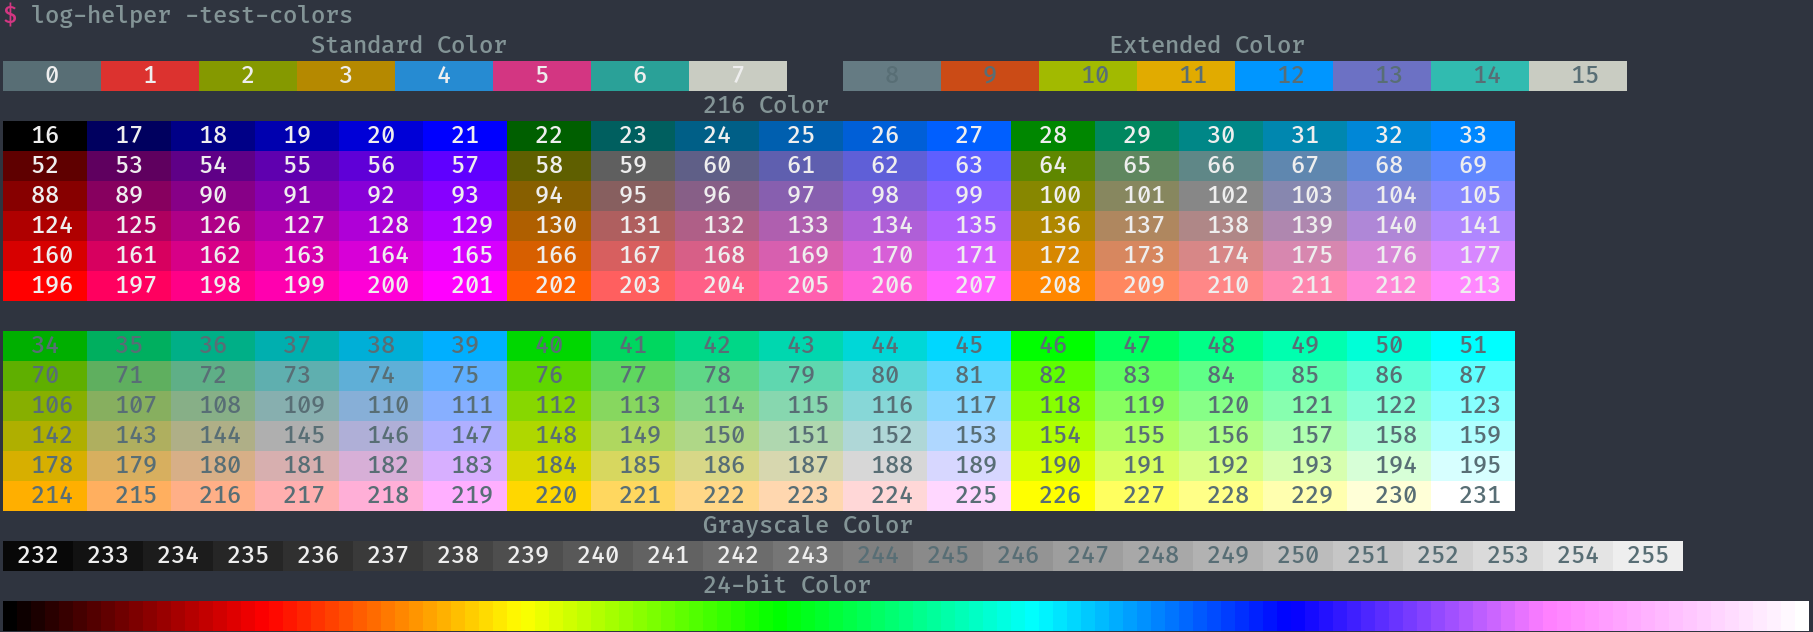 $ log-helper -test-colors
Standard Color Extended Color
0 1 2 3 4 5 6 7 8 9 10 11 12 13 14 15
216 Color
16 17 18 19 20 21 22 23 24 25 26 27 28 29 30 31 32 33
52 53 54 55 56 57 58 59 60 61 62 63 64 65 66 67 68 69
88 89 90 91 92 93 94 95 96 97 98 99 100 101 102 103 104 105
124 125 126 127 128 129 130 131 132 133 134 135 136 137 138 139 140 141
160 161 162 163 164 165 166 167 168 169 170 171 172 173 174 175 176 177
196 197 198 199 200 201 202 203 204 205 206 207 208 209 210 211 212 213
34 35 36 37 38 39 40 41 42 43 44 45 46 47 48 49 50 51
70 71 72 73 74 75 76 77 78 79 80 81 82 83 84 85 86 87
106 107 108 109 110 111 112 113 114 115 116 117 118 119 120 121 122 123
142 143 144 145 146 147 148 149 150 151 152 153 154 155 156 157 158 159
178 179 180 181 182 183 184 185 186 187 188 189 190 191 192 193 194 195
214 215 216 217 218 219 220 221 222 223 224 225 226 227 228 229 230 231
Grayscale Color
232 233 234 235 236 237 238 239 240 241 242 243 244 245 246 247 248 249 250 251 252 253 254 255
24-bit Color